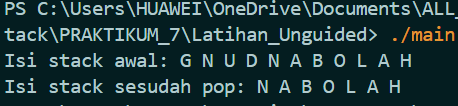 PS C:\Users\HUAWEI\OneDrive\Documents\ALL_
tack\PRAKTIKUM_7\Latihan_Unguided> ./main
Isi stack awal: G N U D N A B O L A H
Isi stack sesudah pop: N A B O L A H